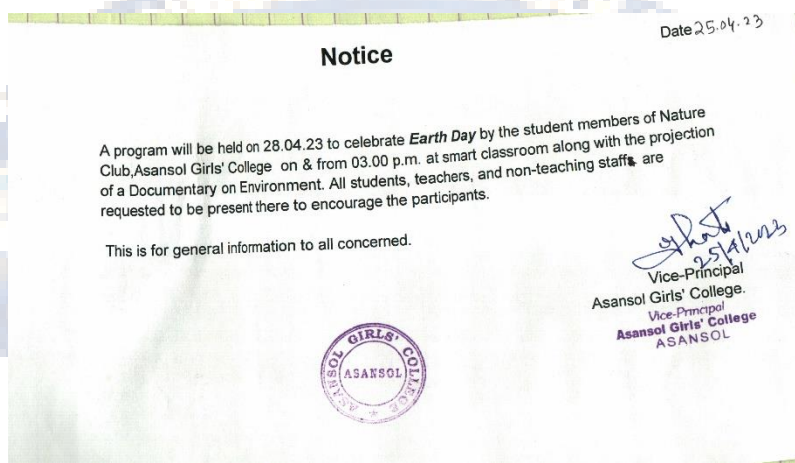 Date 25.04.23
Notice
A program will be held on 28.04.23 to celebrate Earth Day by the student members of Nature
Club,Asansol Girls' College on & from 03.00 p.m. at smart classroom along with the projection
of a Documentary on Environment. All students, teachers, and non-teaching staff are
requested to be present there to encourage the participants.
This is for general information to all concerned.
25/4/2023
Vice-Principal
Asansol Girls' College.
Vice-Principal
Asansol Girls' College
ASANSOL
ASANSOL GIRLS' COLLEGE
ASANSOL